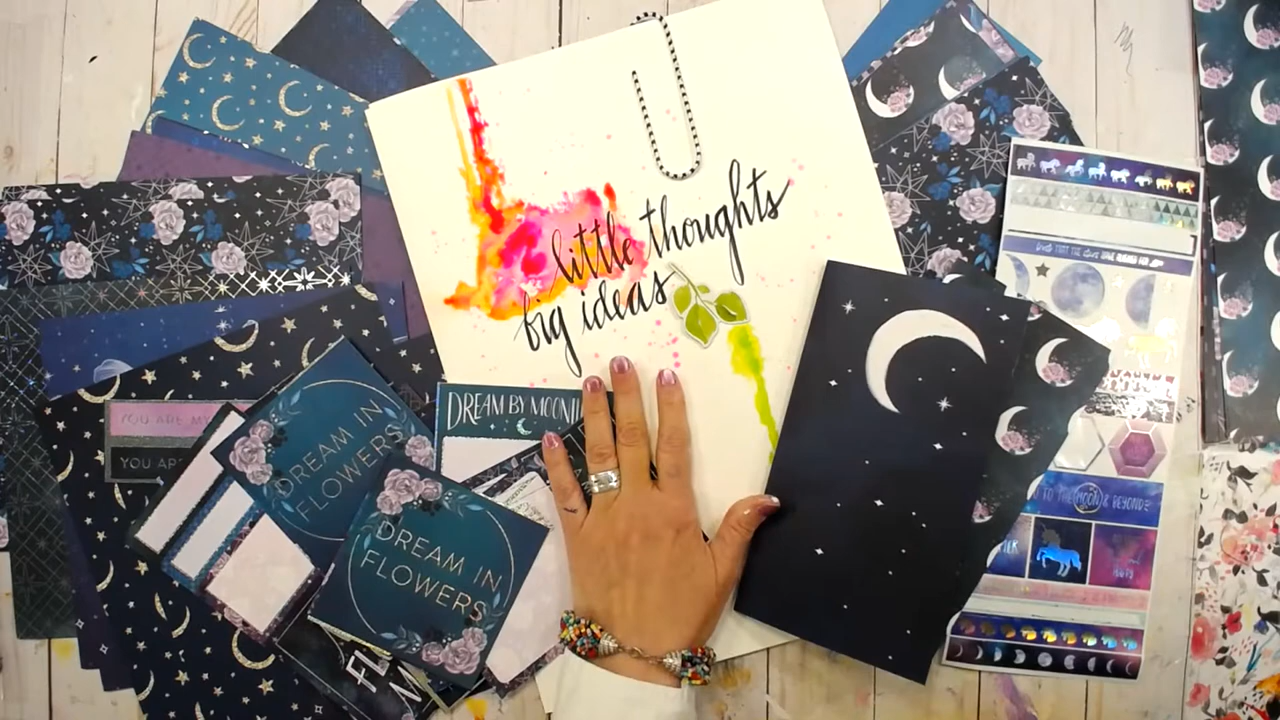 little thoughts
big ideas
DREAM BY MOONLI
YOU ARE MY
YOU AR
DREAM IN
FLOWERS
DREAM IN
FLOWERS
TO THE MOON & BEYOND